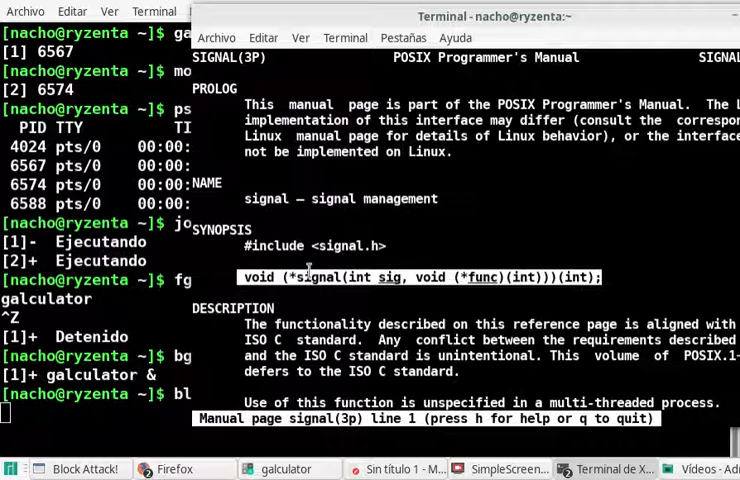 Archivo Editar Ver Terminal
[nacho@ryzenta ~]$ ga
[1] 6567
[nacho@ryzenta ~]$ mo
[2] 6574
[nacho@ryzenta ~]$ ps
PID TTY TI
4024 pts/0 00:00:
6567 pts/0 00:00:
6574 pts/0 00:00:
6588 pts/0 00:00:
[nacho@ryzenta ~]$ jo
[1]- Ejecutando
[2]+ Ejecutando
[nacho@ryzenta ~]$ fg
galculator
^Z
[1]+ Detenido
[nacho@ryzenta ~]$ bg
[1]+ galculator &
[nacho@ryzenta ~]$ bl
Terminal - nacho@ryzenta:~
Archivo Editar Ver Terminal Pestañas Ayuda
SIGNAL(3P) POSIX Programmer's Manual SIGNA
PROLOG
This manual page is part of the POSIX Programmer's Manual. The L
implementation of this interface may differ (consult the correspon
Linux manual page for details of Linux behavior), or the interface
not be implemented on Linux.
NAME
signal — signal management
SYNOPSIS
#include <signal.h>
void (*signal(int sig, void (*func)(int)))(int);
DESCRIPTION
The functionality described on this reference page is aligned with
ISO C standard. Any conflict between the requirements described
and the ISO C standard is unintentional. This volume of POSIX.1‐
defers to the ISO C standard.
Use of this function is unspecified in a multi-threaded process.
Manual page signal(3p) line 1 (press h for help or q to quit)
Block Attack! 2 Firefox galculator Sin título 1 - M... SimpleScreen... 2 Terminal de X... Vídeos - Ad